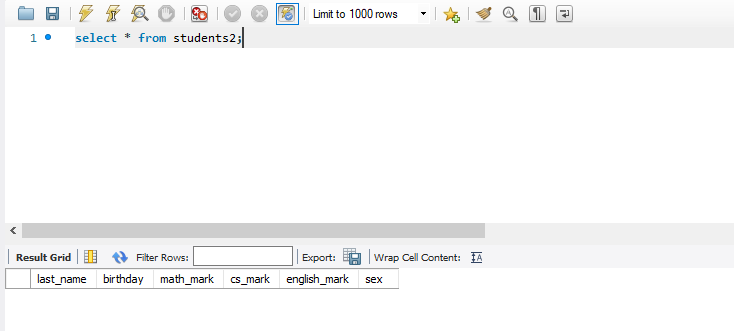 Limit to 1000 rows
1 select * from students2;
Result Grid Filter Rows: Export: Wrap Cell Content:
last_name birthday math_mark cs_mark english_mark sex